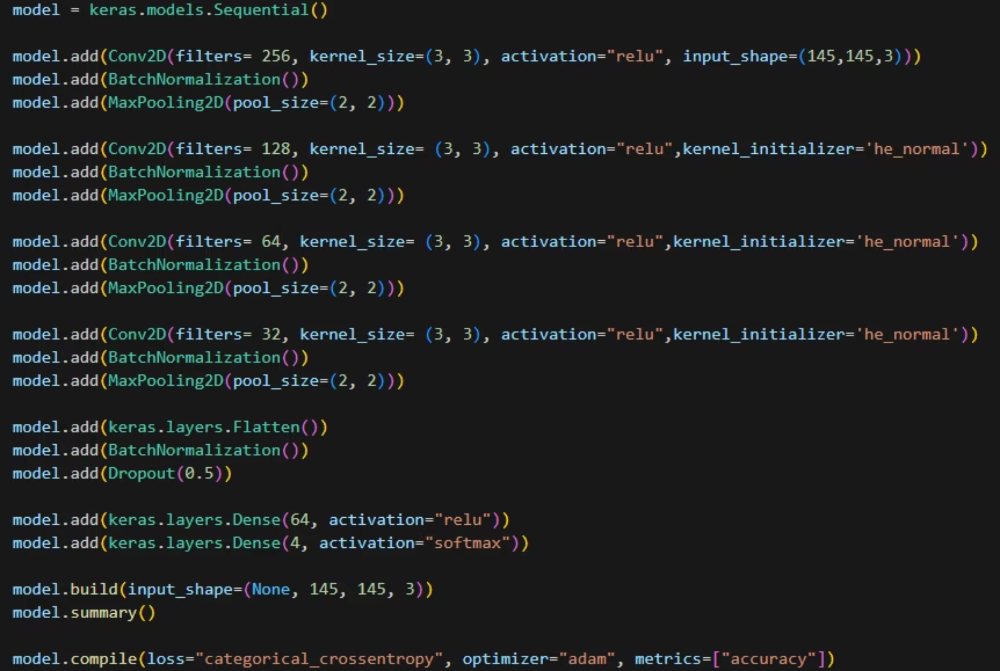 model = keras.models.Sequential()
model.add(Conv2D(filters= 256, kernel_size=(3, 3), activation="relu", input_shape=(145,145,3)))
model.add(BatchNormalization())
model.add(MaxPooling2D(pool_size=(2, 2)))
model.add(Conv2D(filters= 128, kernel_size= (3, 3), activation="relu",kernel_initializer='he_normal'))
model.add(BatchNormalization())
model.add(MaxPooling2D(pool_size=(2, 2)))
model.add(Conv2D(filters= 64, kernel_size= (3, 3), activation="relu",kernel_initializer='he_normal'))
model.add(BatchNormalization())
model.add(MaxPooling2D(pool_size=(2, 2)))
model.add(Conv2D(filters= 32, kernel_size= (3, 3), activation="relu",kernel_initializer='he_normal'))
model.add(BatchNormalization())
model.add(MaxPooling2D(pool_size=(2, 2)))
model.add(keras.layers.Flatten())
model.add(BatchNormalization())
model.add(Dropout(0.5))
model.add(keras.layers.Dense(64, activation="relu"))
model.add(keras.layers.Dense(4, activation="softmax"))
model.build(input_shape=(None, 145, 145, 3))
model.summary()
model.compile(loss="categorical_crossentropy", optimizer="adam", metrics=["accuracy"])